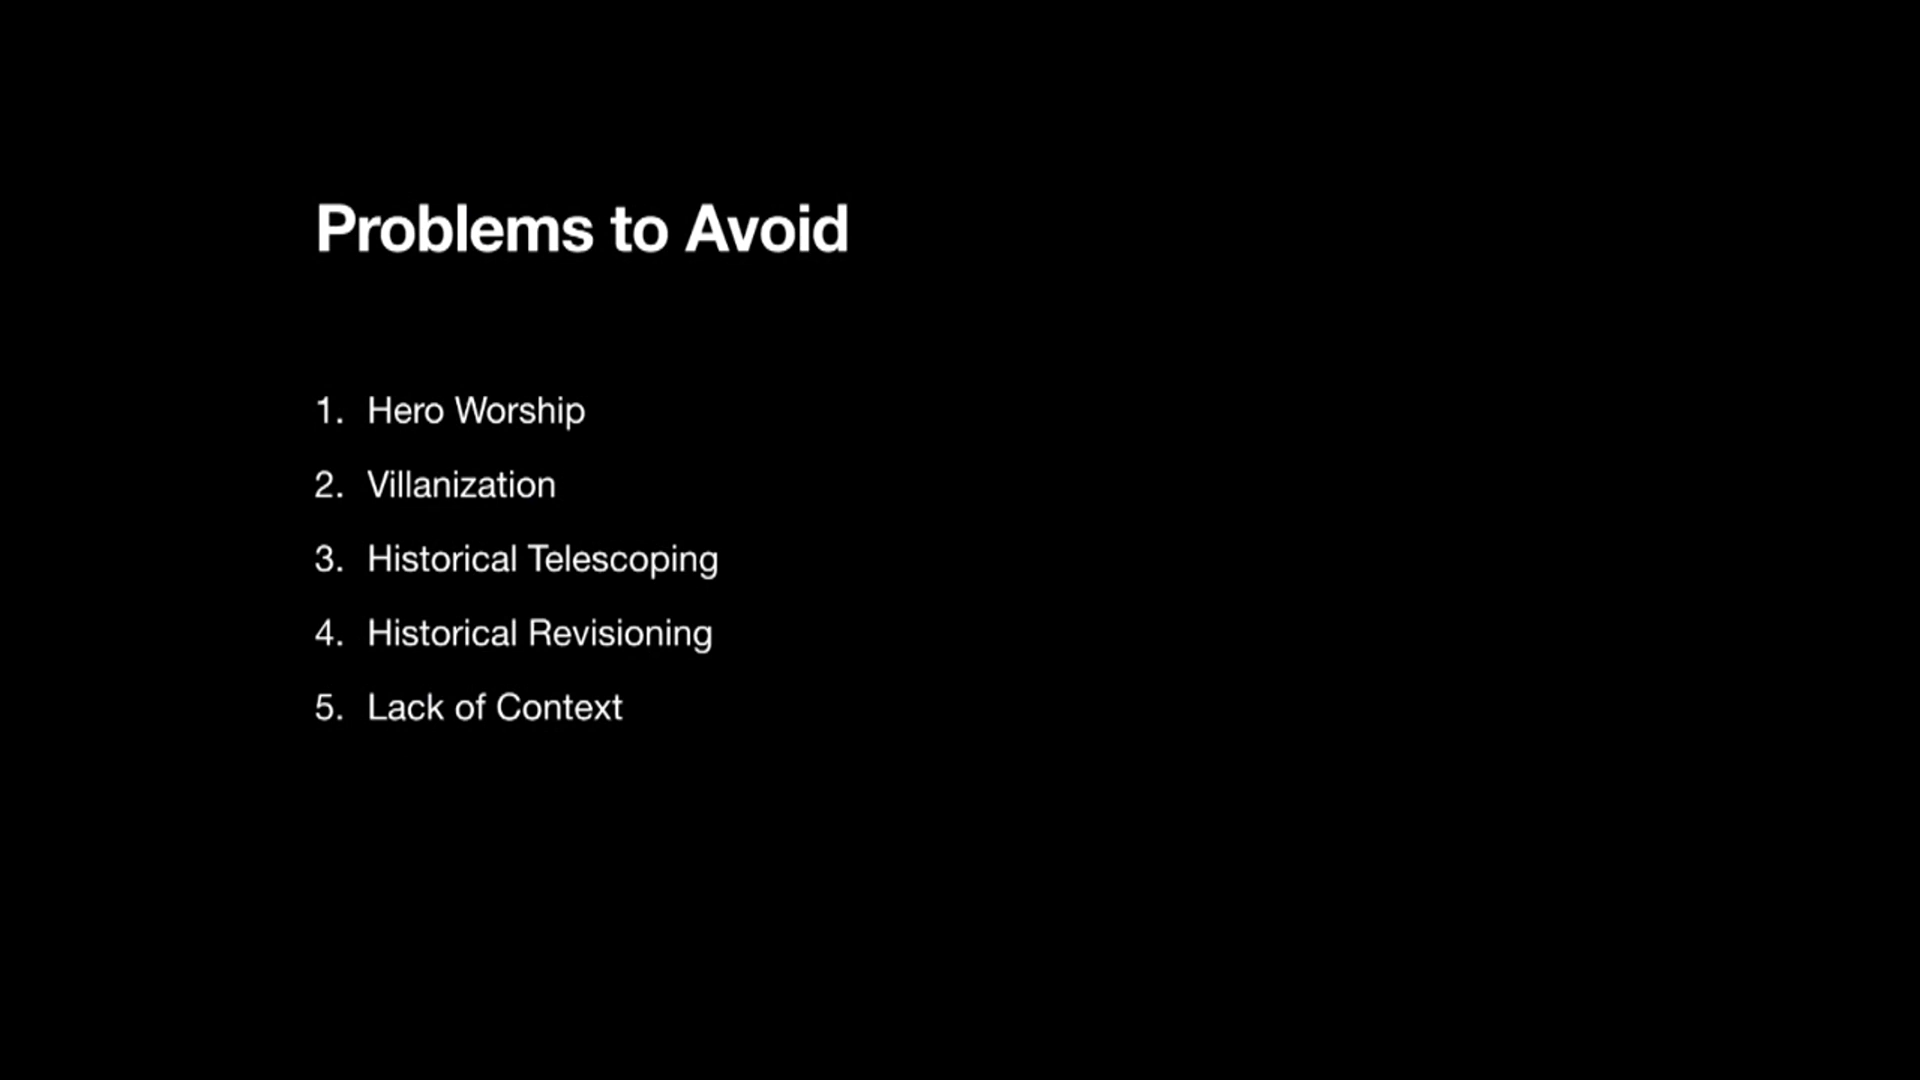 Problems to Avoid
1. Hero Worship
2. Villanization
3. Historical Telescoping
4. Historical Revisioning
5. Lack of Context